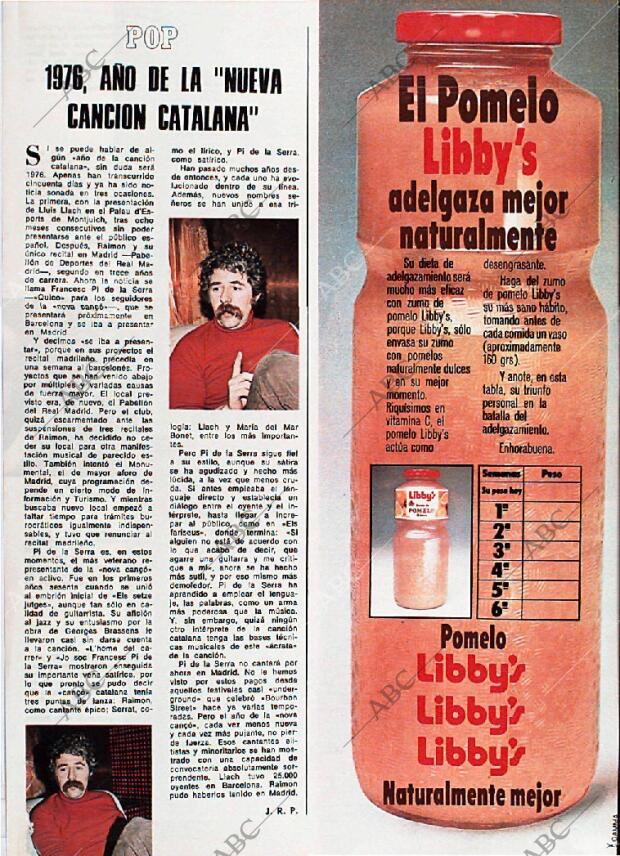 POP
1976, AÑO DE LA "NUEVA
CANCION CATALANA"
SI se puede hablar de al-
gún «año de la canción
catalana», sin duda será
1976. Apenas han transcurrido
cincuenta días y ya ha sido
noticia sonada en tres ocasiones.
La primera, con la presentación
de Lluis Llach en el Palau d'Es-
ports de Montjuich, tras ocho
meses consecutivos sin poder
presentarse ante el público es-
pañol. Después, Raimon y su
único recital en Madrid —Pabe-
llón de Deportes del Real Ma-
drid—, segundo en trece años
de carrera. Ahora la noticia se
llama Francesc Pi de la Serra
—«Quico» para los seguidores
de la «nova cançó»—, que se
presentará próximamente en
Barcelona y se iba a presentar
en Madrid.
Y decimos «se iba a presen-
tar», porque en sus proyectos el
recital madrileño precedía en
una semana al barcelonés. Pro-
yectos que se han venido abajo
por múltiples y variadas causas
de fuerza mayor. El local pre-
visto era, de nuevo, el Pabellón
del Real Madrid. Pero el club,
quizá escarmentado ante las
suspensiones de tres recitales
de Raimon, ha decidido no ce-
der su local para otra manifes-
tación musical de parecido esti-
lo. También intentó el Monu-
mental, el de mayor aforo de
Madrid, cuya programación de-
pende en cierto modo de Infor-
mación y Turismo. Y mientras
buscaba nuevo local empezó a
faltar tiempo para trámites bu-
rocráticos igualmente indispen-
sables, y tuvo que renunciar al
recital madrileño.
Pi de la Serra es, en estos
momentos, el más veterano re-
presentante de la «nova cançó»
en activo. Fue en los primeros
años sesenta cuando se unió
al embrión inicial de «Els setze
jutges», aunque tan sólo en ca-
lidad de guitarrista. Su afición
al jazz y su entusiasmo por la
obra de Georges Brassens le
llevaron casi sin darse cuenta
a la canción. «L'home del ca-
rrer» y «Jo soc Francesc Pi de
la Serra» mostraron enseguida
su importante vena satírica, por
lo que pronto se pudo decir
que la «cançó» catalana tenía
tres puntas de lanza: Raimon,
como cantante épico; Serrat, co-
mo el lírico, y Pi de la Serra,
como satírico.
Han pasado muchos años des-
de entonces, y cada uno ha evo-
lucionado dentro de su línea.
Además, nuevos nombres se-
ñeros se han unido a esa tri-
logía: Llach y María del Mar
Bonet, entre los más importan-
tes.
Pero Pi de la Serra sigue fiel
a su estilo, aunque su sátira
se ha agudizado y hecho más
lúcida, a la vez que menos cru-
da. Si antes empleaba el len-
guaje directo y establecía un
diálogo entre el oyente y el in-
térprete, hasta llegar a incre-
par al público, como en «Els
fariseus», donde termina: «Si
alguien no está de acuerdo con
lo que acabo de decir, que
agarre una guitarra y me criti-
que a mí», ahora se ha hecho
más sutil, y por eso mismo más
demoledor. Pi de la Serra ha
aprendido a emplear el lengua-
je, las palabras, como un arma
más poderosa que la música.
Y, sin embargo, quizá ningún
otro intérprete de la canción
catalana tenga las bases técni-
cas musicales de este «ácrata»
de la canción.
Pi de la Serra no cantará por
ahora en Madrid. No le hemos
visto por estos pagos desde
aquellos festivales casi «under-
ground» que celebró «Bourbon
Street» hace ya varias tempora-
das. Pero el año de la «nova
cançó», cada vez menos nueva
y cada vez más pujante, no pier-
de fuerza. Esos cantantes eli-
tistas y minoritarios se han mos-
trado con una capacidad de
convocatoria absolutamente sor-
prendente. Llach tuvo 25.000
oyentes en Barcelona. Raimon
pudo haberlos tenido en Madrid.
J. R. P.
El Pomelo
Libby's
adelgaza mejor
naturalmente
Su dieta de
adelgazamiento será
mucho más eficaz
con zumo de
pomelo Libby's,
porque Libby's, sólo
envasa su zumo
con pomelos
naturalmente dulces
y en su mejor
momento.
Riquísimos en
vitamina C, el
pomelo Libby's
actúa como
desengrasante.
Haga del zumo
de pomelo Libby's
su más sano hábito,
tomando antes de
cada comida un vaso
(aproximadamente
160 grs).
Y anote, en esta
tabla, su triunfo
personal en la
batalla del
adelgazamiento.
Enhorabuena.
Libby's
POMELO
Semanas Peso
Su peso hoy
1ª
2ª
3ª
4ª
5ª
6ª
Pomelo
Libby's
Libby's
Libby's
Naturalmente mejor